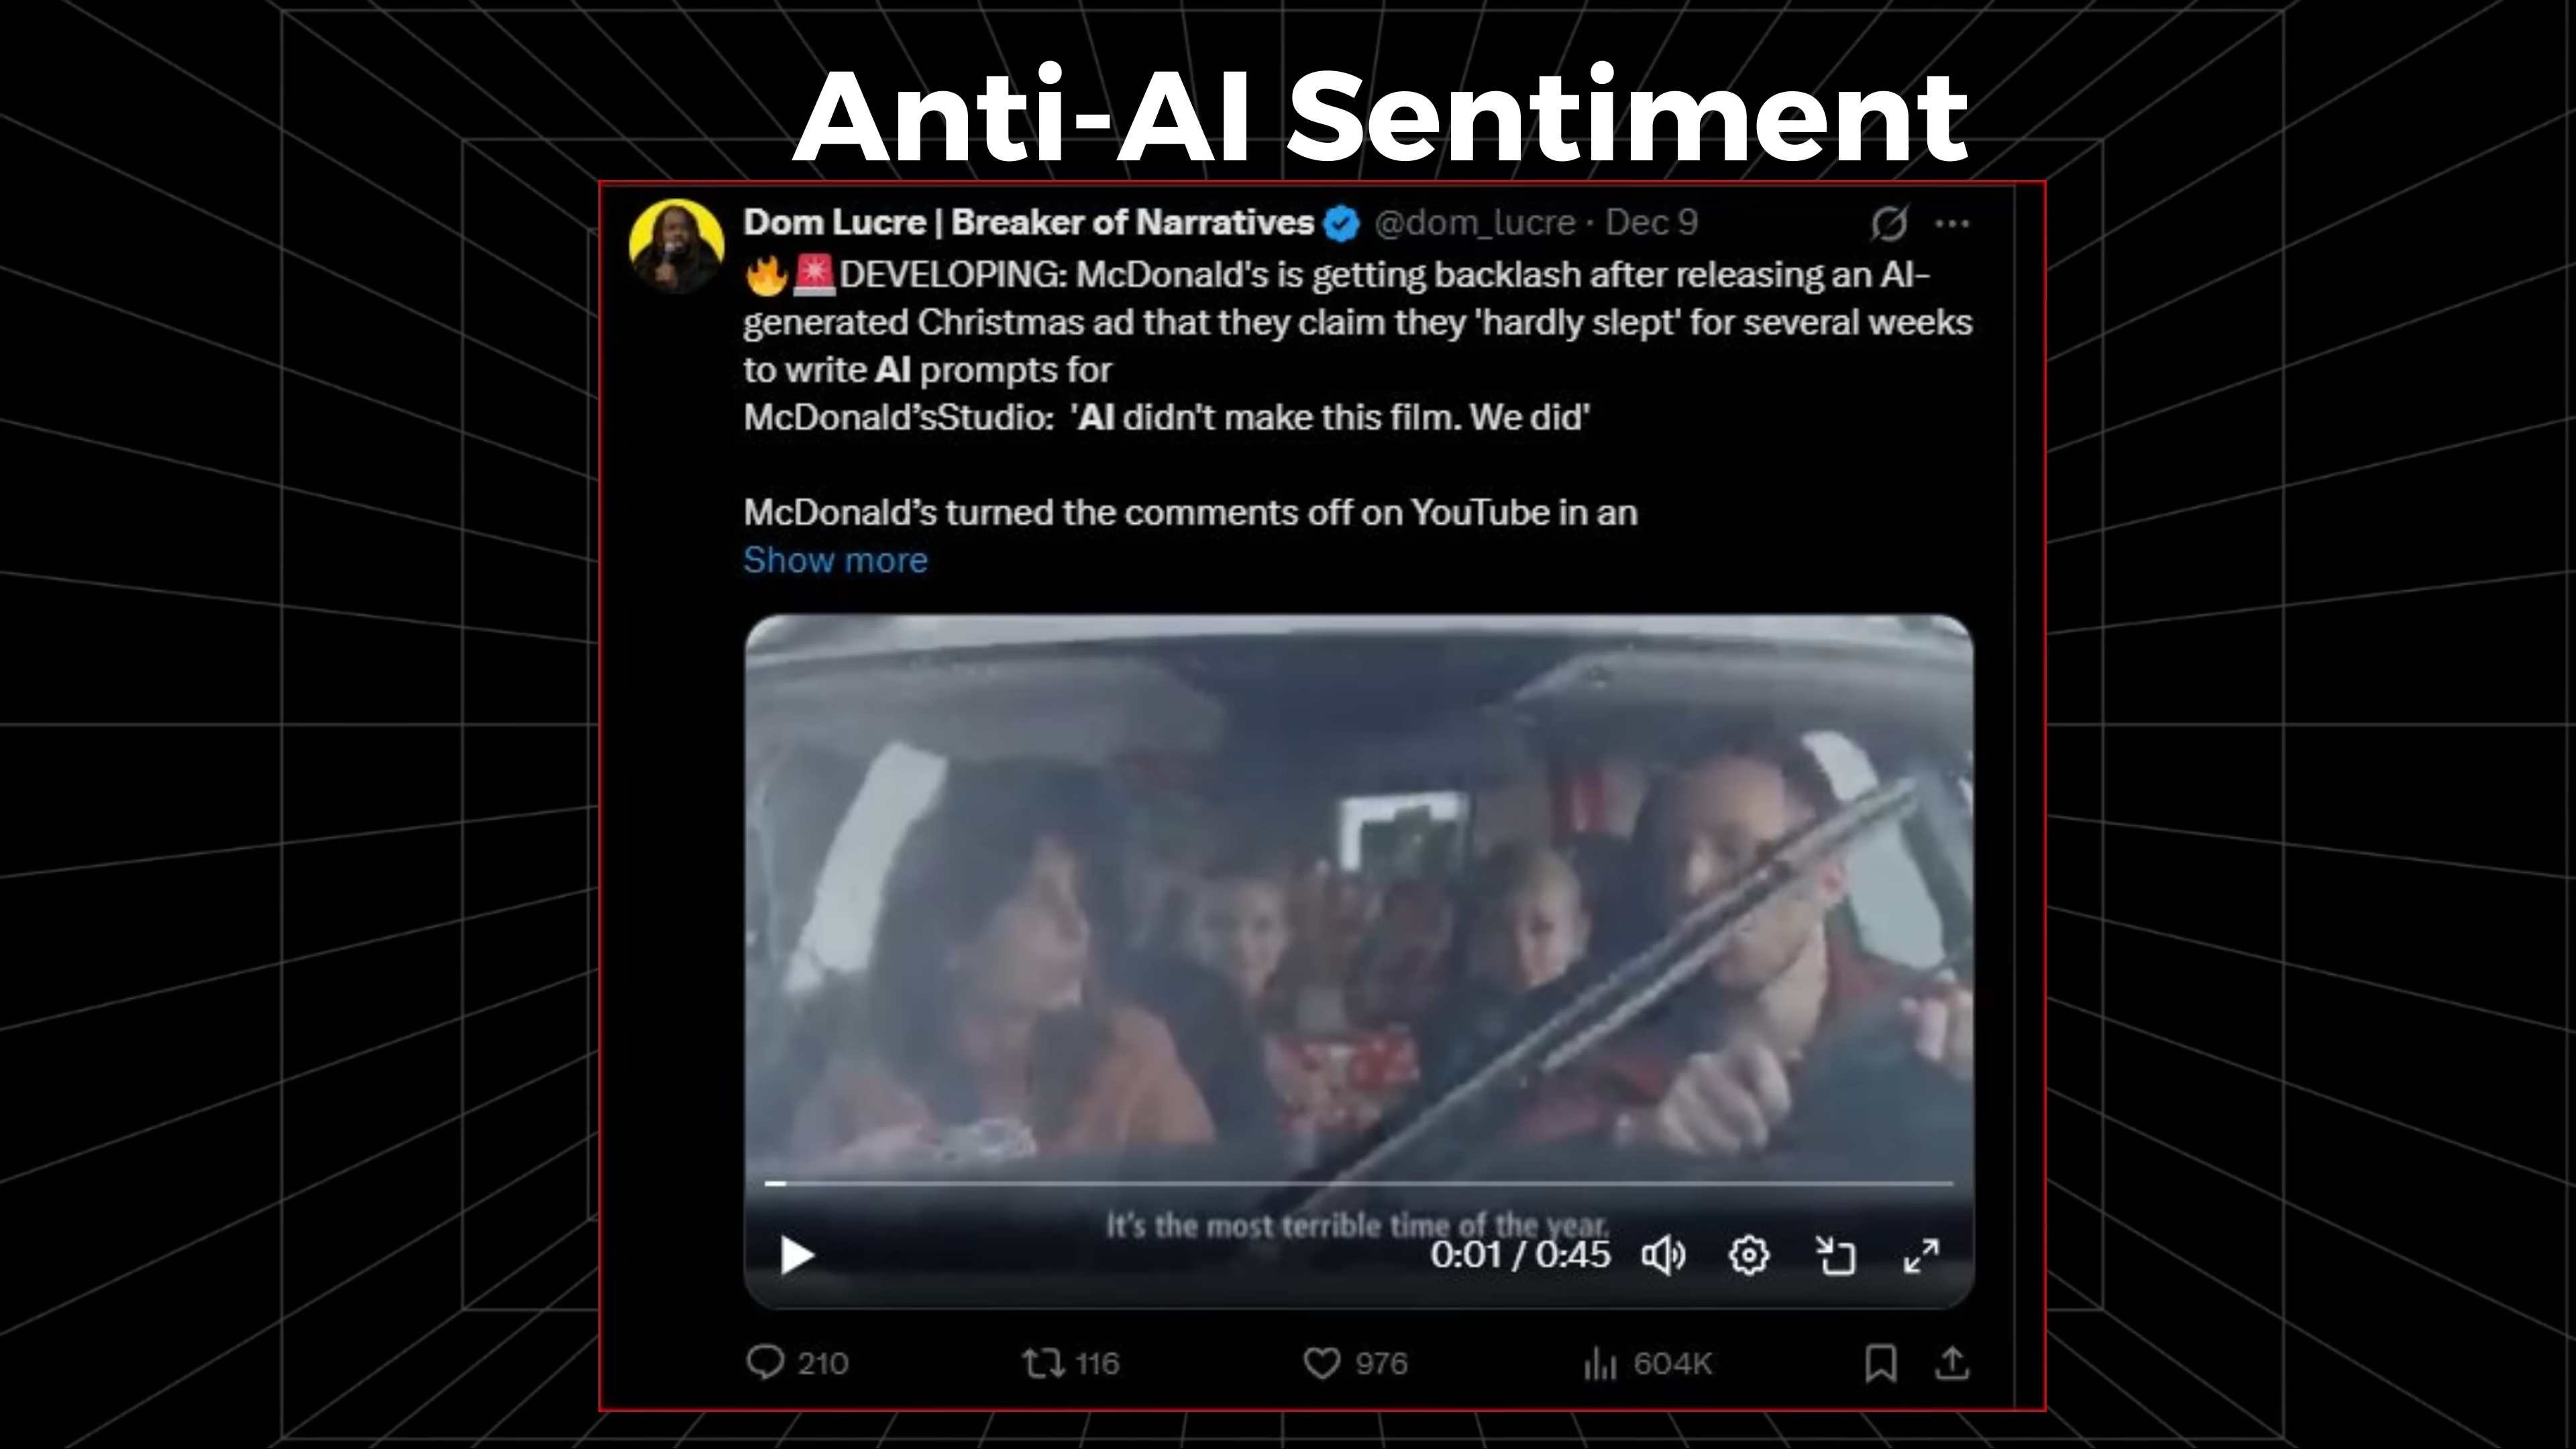 Anti-AI Sentiment
Dom Lucre | Breaker of Narratives @dom_lucre · Dec 9
🔥🚨DEVELOPING: McDonald's is getting backlash after releasing an AI-
generated Christmas ad that they claim they 'hardly slept' for several weeks
to write AI prompts for
McDonald’sStudio:  'AI didn't make this film. We did'
McDonald’s turned the comments off on YouTube in an
Show more
It's the most terrible time of the year.
0:01 / 0:45
210 116 976 604K